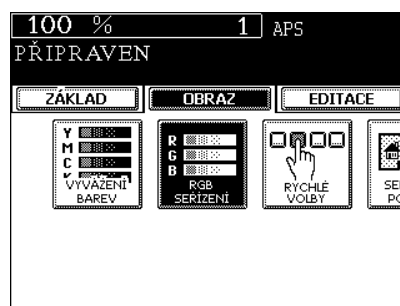 100 % 1 APS
PŘIPRAVEN
ZÁKLAD OBRAZ EDITACE
Y
M
C
K
VYVÁŽENÍ
BAREV
R
G
B
RGB
SEŘÍZENÍ
RYCHLÉ
VOLBY